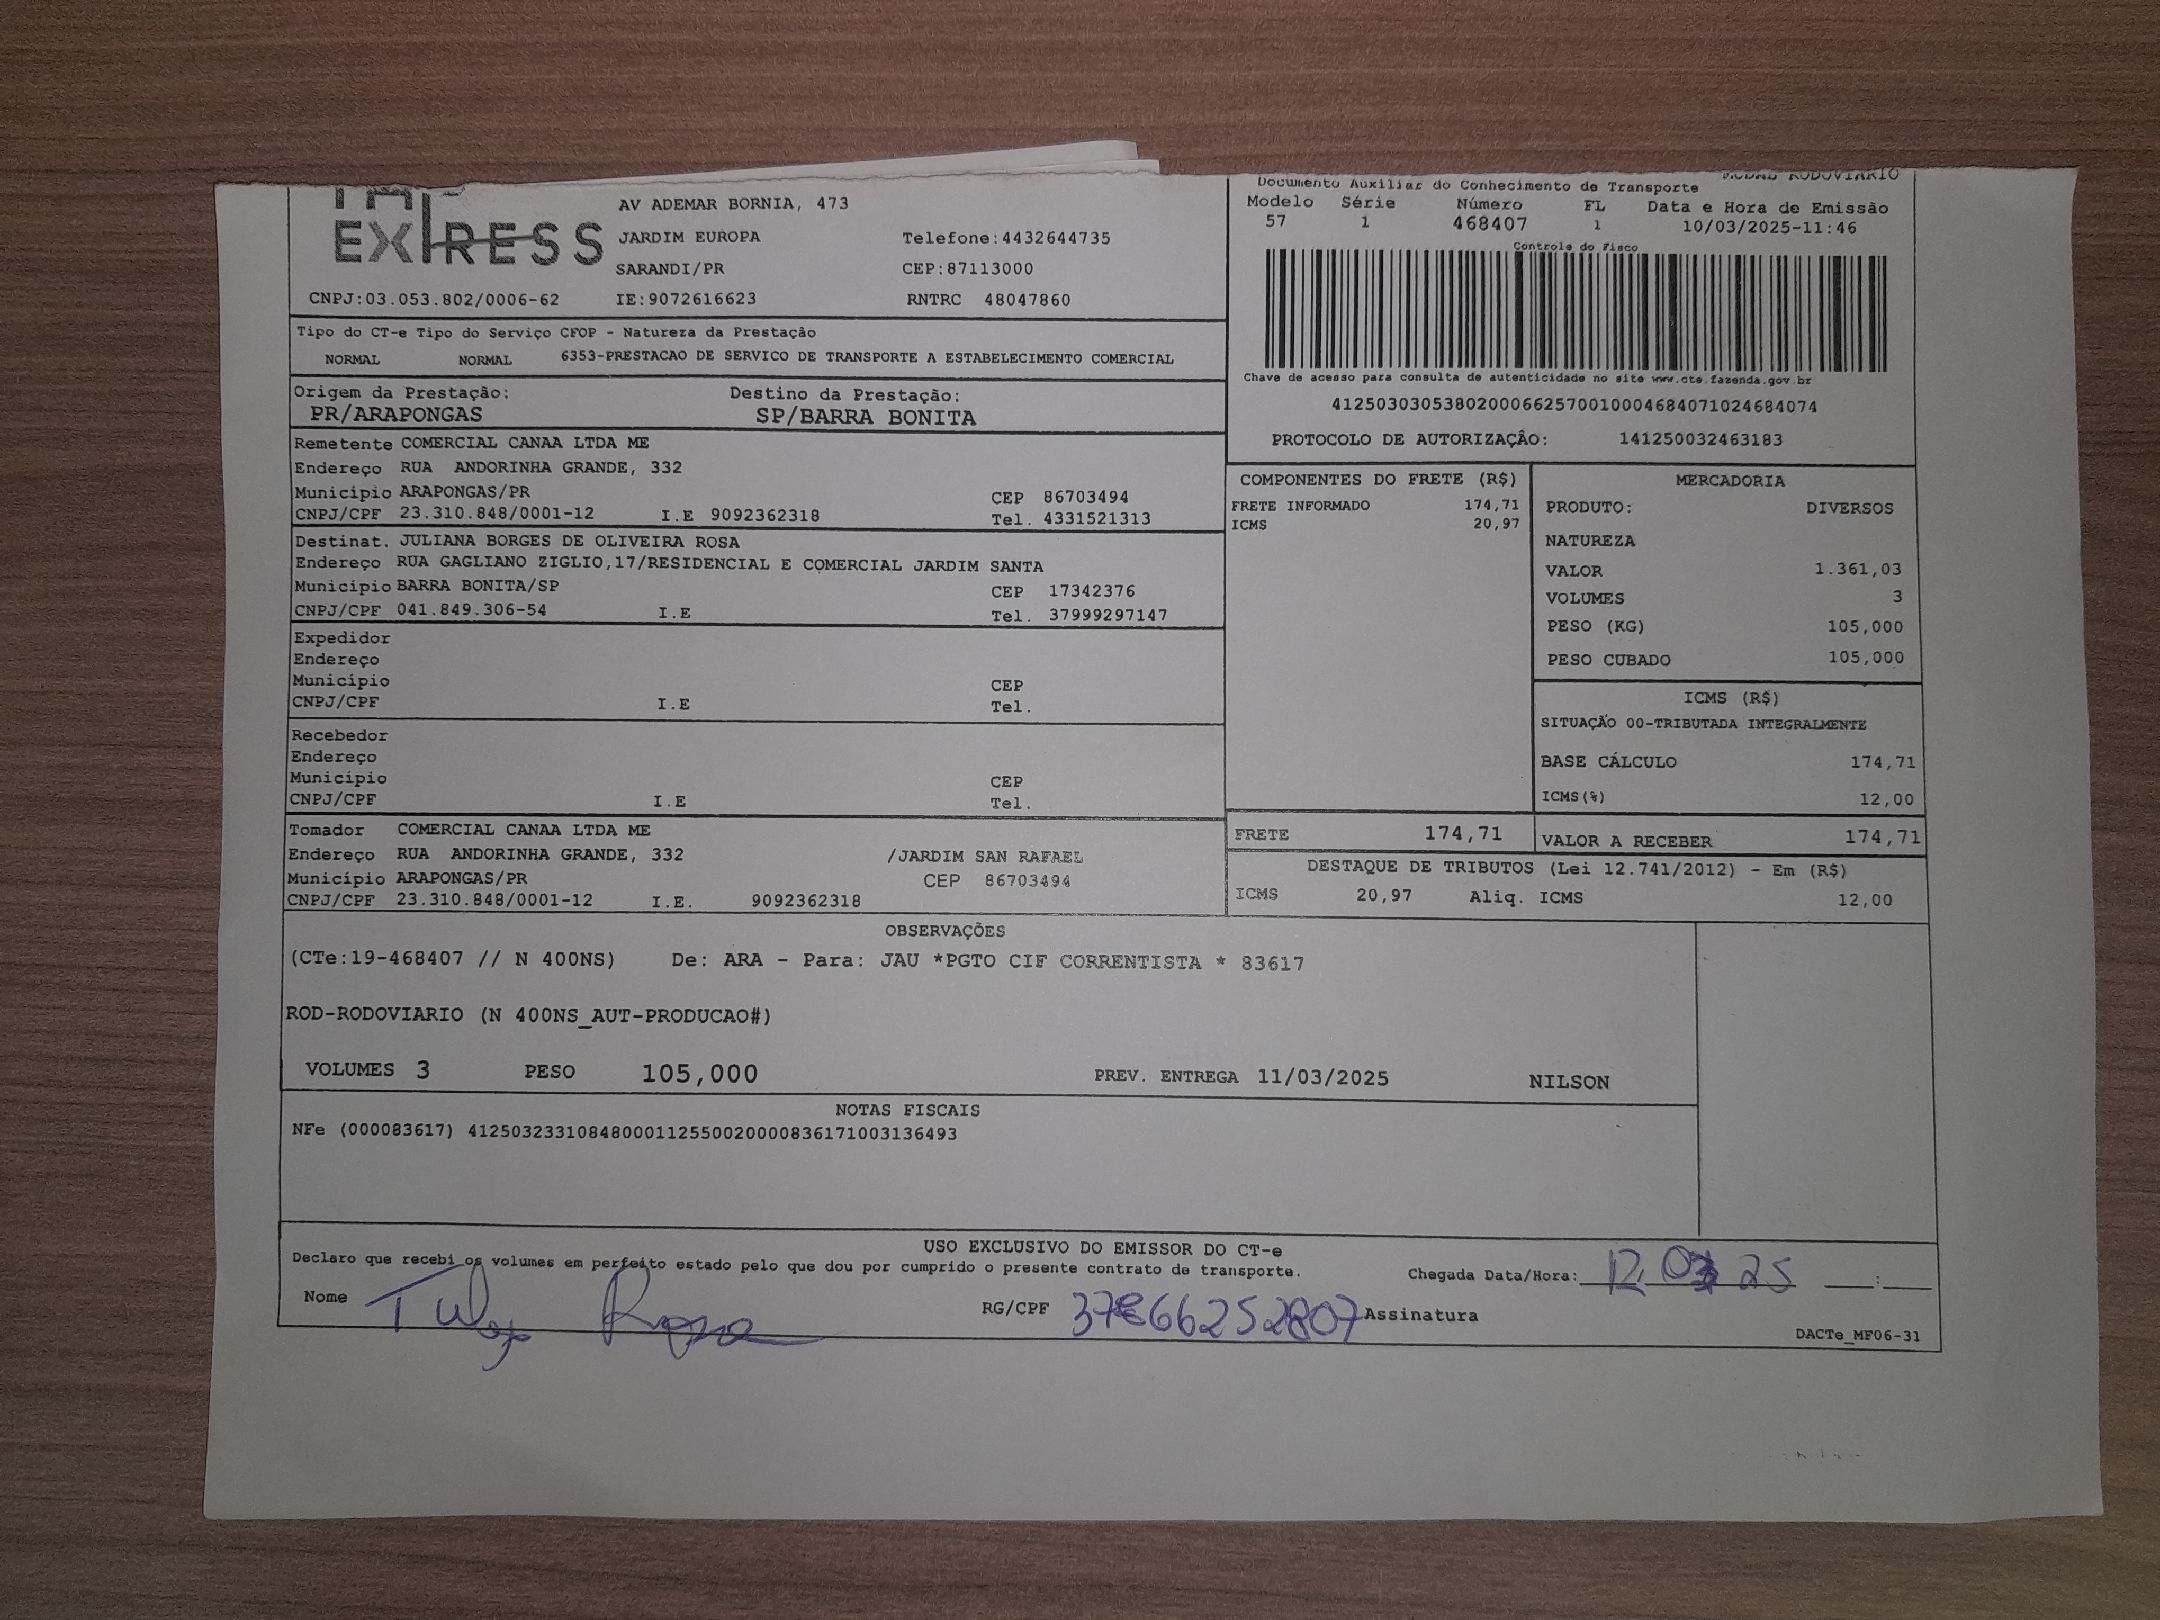 EXPRESS
AV ADEMAR BORNIA, 473
JARDIM EUROPA Telefone:4432644735
SARANDI/PR CEP:87113000
CNPJ:03.053.802/0006-62 IE:9072616623 RNTRC 48047860
MODAL RODOVIARIO
Documento Auxiliar do Conhecimento de Transporte
Modelo Série Número FL Data e Hora de Emissão
57 1 468407 1 10/03/2025-11:46
Controle do Fisco
Chave de acesso para consulta de autenticidade no site www.cte.fazenda.gov.br
41250303053802000662570010004684071024684074
PROTOCOLO DE AUTORIZAÇÃO: 141250032463183
Tipo do CT-e Tipo do Serviço CFOP - Natureza da Prestação
NORMAL NORMAL 6353-PRESTACAO DE SERVICO DE TRANSPORTE A ESTABELECIMENTO COMERCIAL
Origem da Prestação: Destino da Prestação:
PR/ARAPONGAS SP/BARRA BONITA
Remetente COMERCIAL CANAA LTDA ME
Endereço RUA ANDORINHA GRANDE, 332
Município ARAPONGAS/PR CEP 86703494
CNPJ/CPF 23.310.848/0001-12 I.E 9092362318 Tel. 4331521313
Destinat. JULIANA BORGES DE OLIVEIRA ROSA
Endereço RUA GAGLIANO ZIGLIO,17/RESIDENCIAL E COMERCIAL JARDIM SANTA
Município BARRA BONITA/SP CEP 17342376
CNPJ/CPF 041.849.306-54 I.E Tel. 37999297147
Expedidor
Endereço
Município CEP
CNPJ/CPF I.E Tel.
Recebedor
Endereço
Município CEP
CNPJ/CPF I.E Tel.
Tomador COMERCIAL CANAA LTDA ME
Endereço RUA ANDORINHA GRANDE, 332 /JARDIM SAN RAFAEL
Município ARAPONGAS/PR CEP 86703494
CNPJ/CPF 23.310.848/0001-12 I.E. 9092362318
COMPONENTES DO FRETE (R$)
FRETE INFORMADO 174,71
ICMS 20,97
MERCADORIA
PRODUTO: DIVERSOS
NATUREZA
VALOR 1.361,03
VOLUMES 3
PESO (KG) 105,000
PESO CUBADO 105,000
ICMS (R$)
SITUAÇÃO 00-TRIBUTADA INTEGRALMENTE
BASE CÁLCULO 174,71
ICMS(%) 12,00
FRETE 174,71 VALOR A RECEBER 174,71
DESTAQUE DE TRIBUTOS (Lei 12.741/2012) - Em (R$)
ICMS 20,97 Aliq. ICMS 12,00
OBSERVAÇÕES
(CTe:19-468407 // N 400NS) De: ARA - Para: JAU *PGTO CIF CORRENTISTA * 83617
ROD-RODOVIARIO (N 400NS_AUT-PRODUCAO#)
VOLUMES 3 PESO 105,000 PREV. ENTREGA 11/03/2025 NILSON
NOTAS FISCAIS
NFe (000083617) 41250323310848000112550020000836171003136493
USO EXCLUSIVO DO EMISSOR DO CT-e
Declaro que recebi os volumes em perfeito estado pelo que dou por cumprido o presente contrato de transporte. Chegada Data/Hora: 12 03 25 :
Nome Rosa RG/CPF 37866252807 Assinatura
DACTe_MF06-31